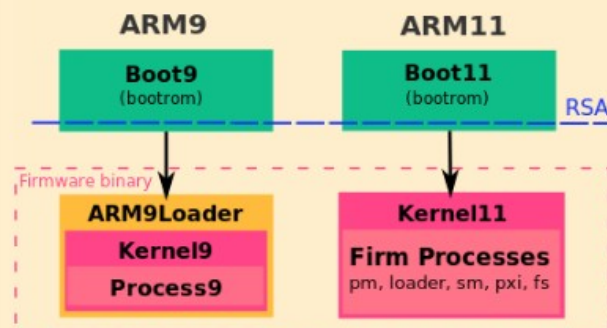 ARM9
ARM11
Boot9
(bootrom)
Boot11
(bootrom)
RSA
Firmware binary
ARM9Loader
Kernel9
Process9
Kernel11
Firm Processes
pm, loader, sm, pxi, fs